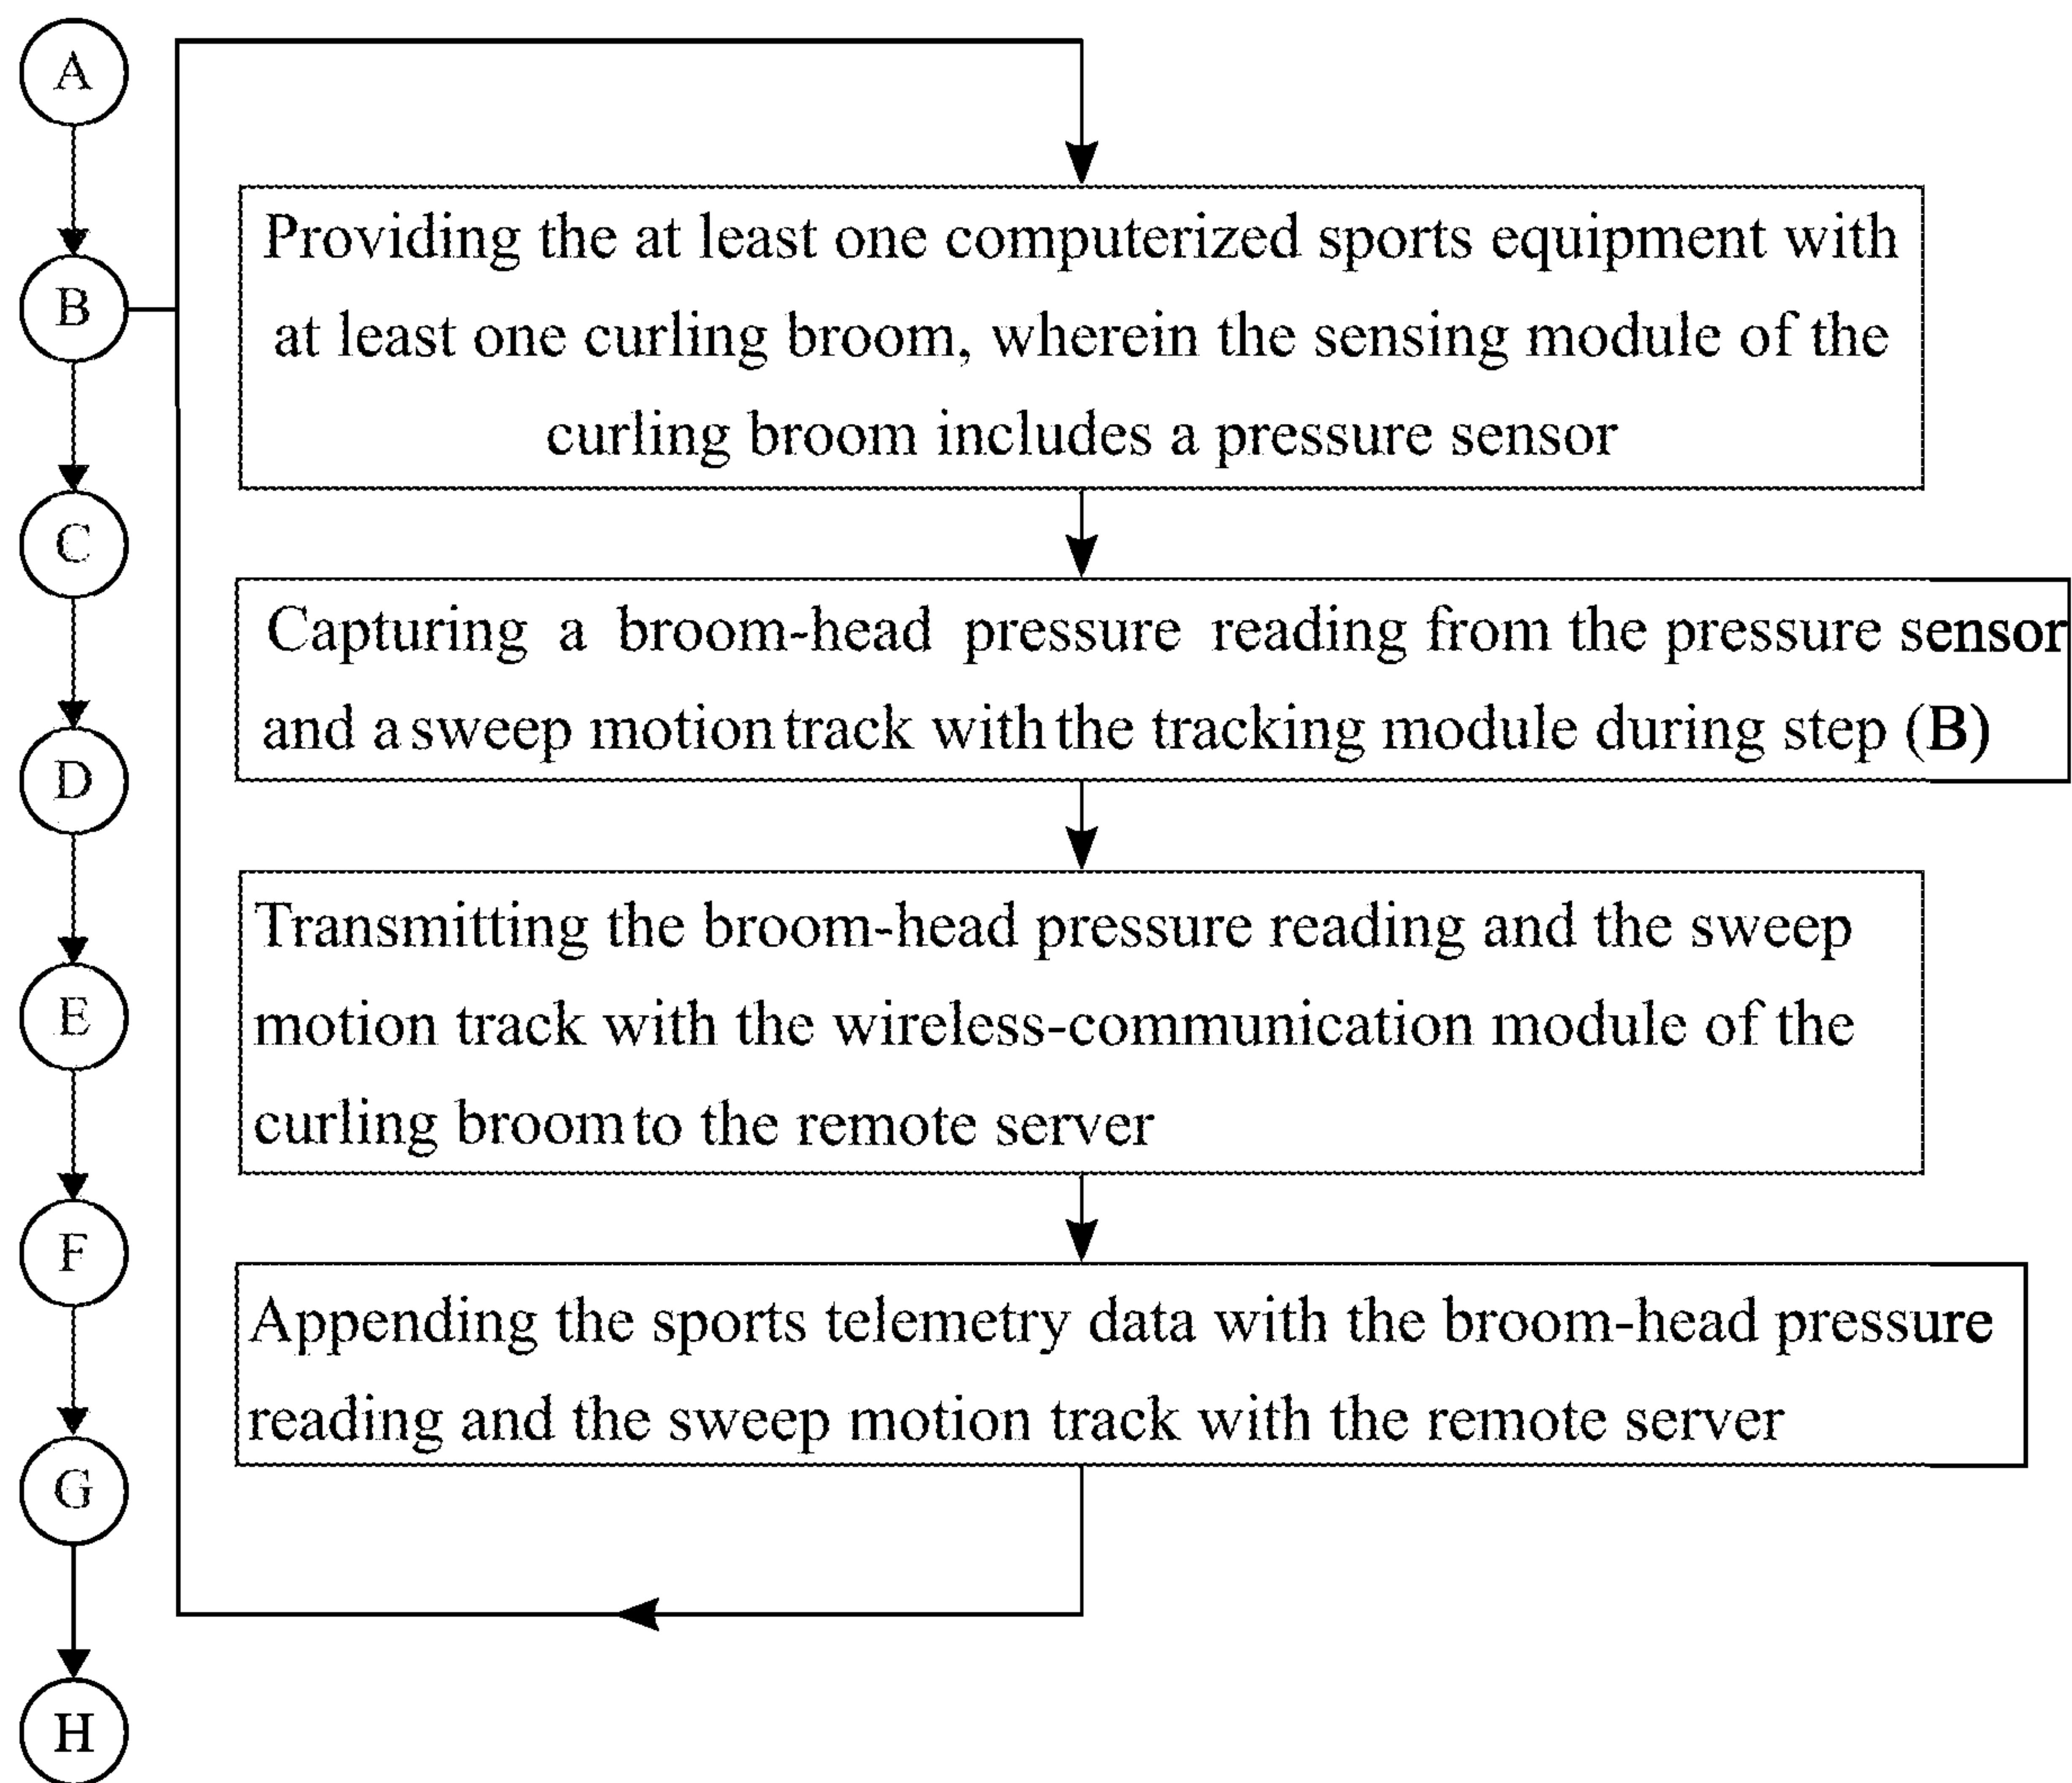 A
B
C
D
E
F
G
H
Providing the at least one computerized sports equipment with
at least one curling broom, wherein the sensing module of the
curling broom includes a pressure sensor
Capturing a broom-head pressure reading from the pressure sensor
and a sweep motion track with the tracking module during step (B)
Transmitting the broom-head pressure reading and the sweep
motion track with the wireless-communication module of the
curling broom to the remote server
Appending the sports telemetry data with the broom-head pressure
reading and the sweep motion track with the remote server